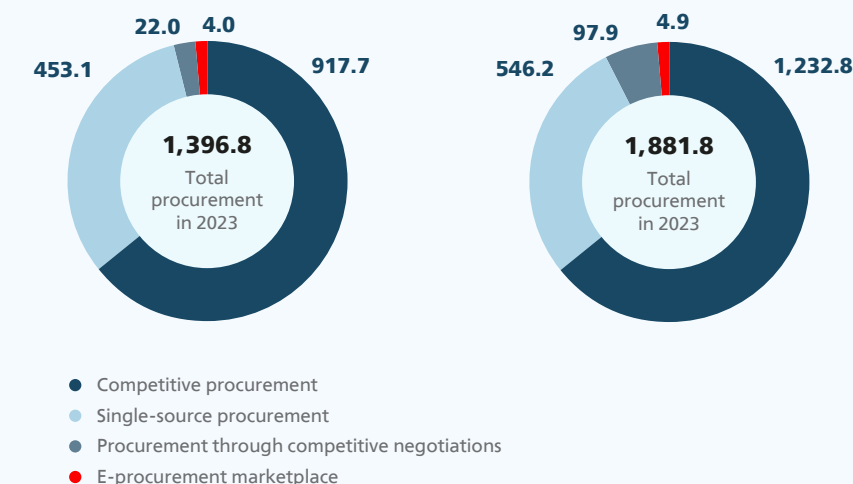 22.0 4.0
453.1
917.7
1,396.8
Total
procurement
in 2023
4.9
97.9
546.2
1,232.8
1,881.8
Total
procurement
in 2023
Competitive procurement
Single-source procurement
Procurement through competitive negotiations
E-procurement marketplace